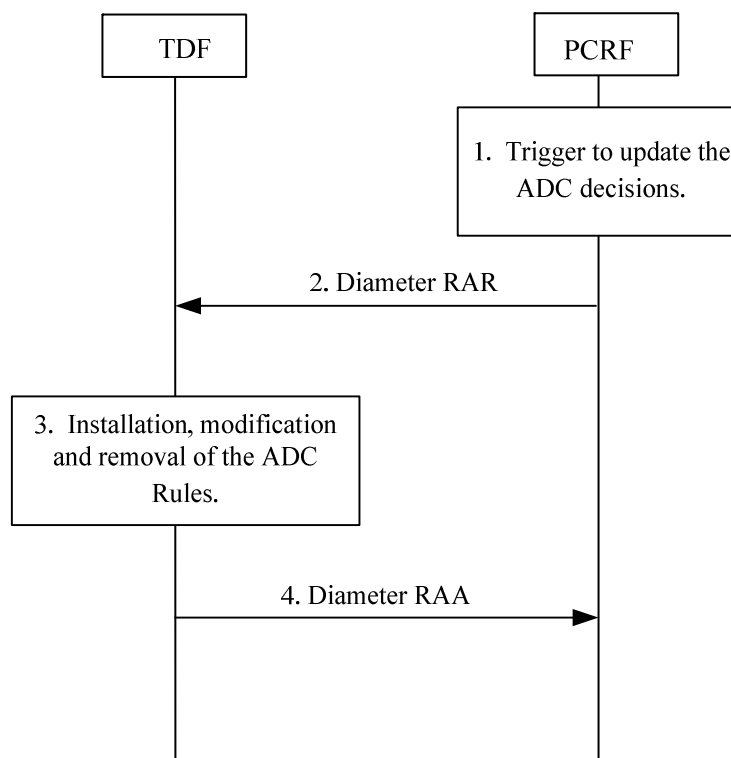 TDF
PCRF
1. Trigger to update the
ADC decisions.
2. Diameter RAR
3. Installation, modification
and removal of the ADC
Rules.
4. Diameter RAA